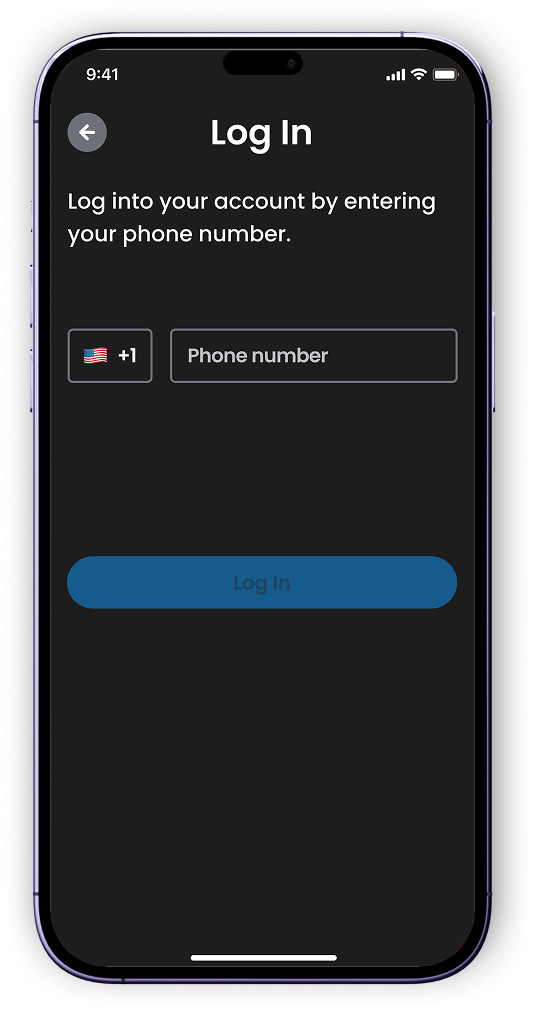 9:41
Log In
Log into your account by entering
your phone number.
🇺🇸 +1 Phone number
Log In